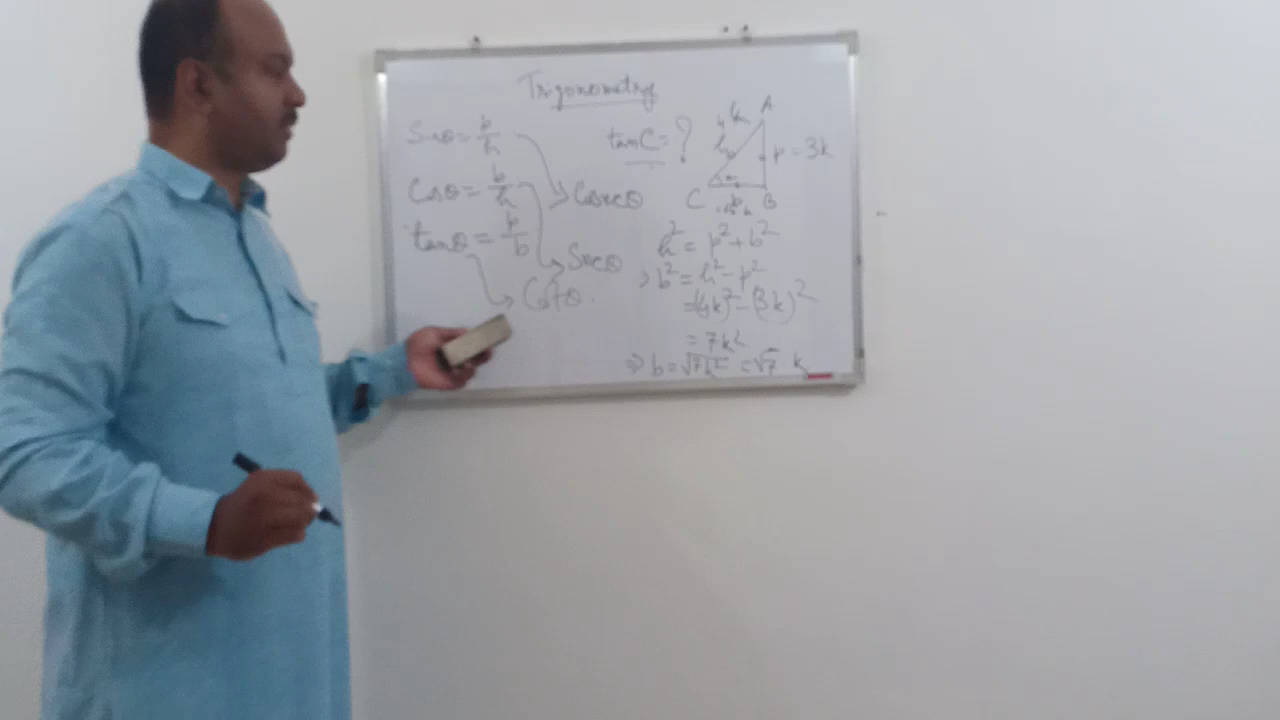 Trigonometry
Sinθ = p/h
Cosθ = b/h
tanθ = p/b
Cosecθ
Secθ
Cotθ.
tanC = ?
A
4k
h
p = 3k
C
b
B
h² = p² + b²
⇒ b² = h² - p²
= (4k)² - (3k)²
= 7k²
⇒ b = √7k² = √7 k